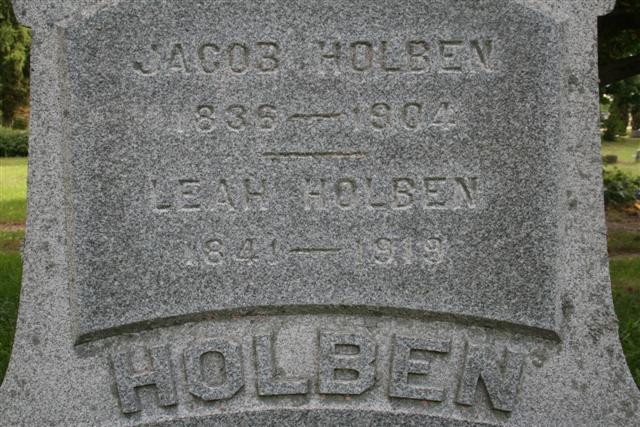 JACOB HOLBEN
1836—1904
LEAH HOLBEN
1841—1919
HOLBEN